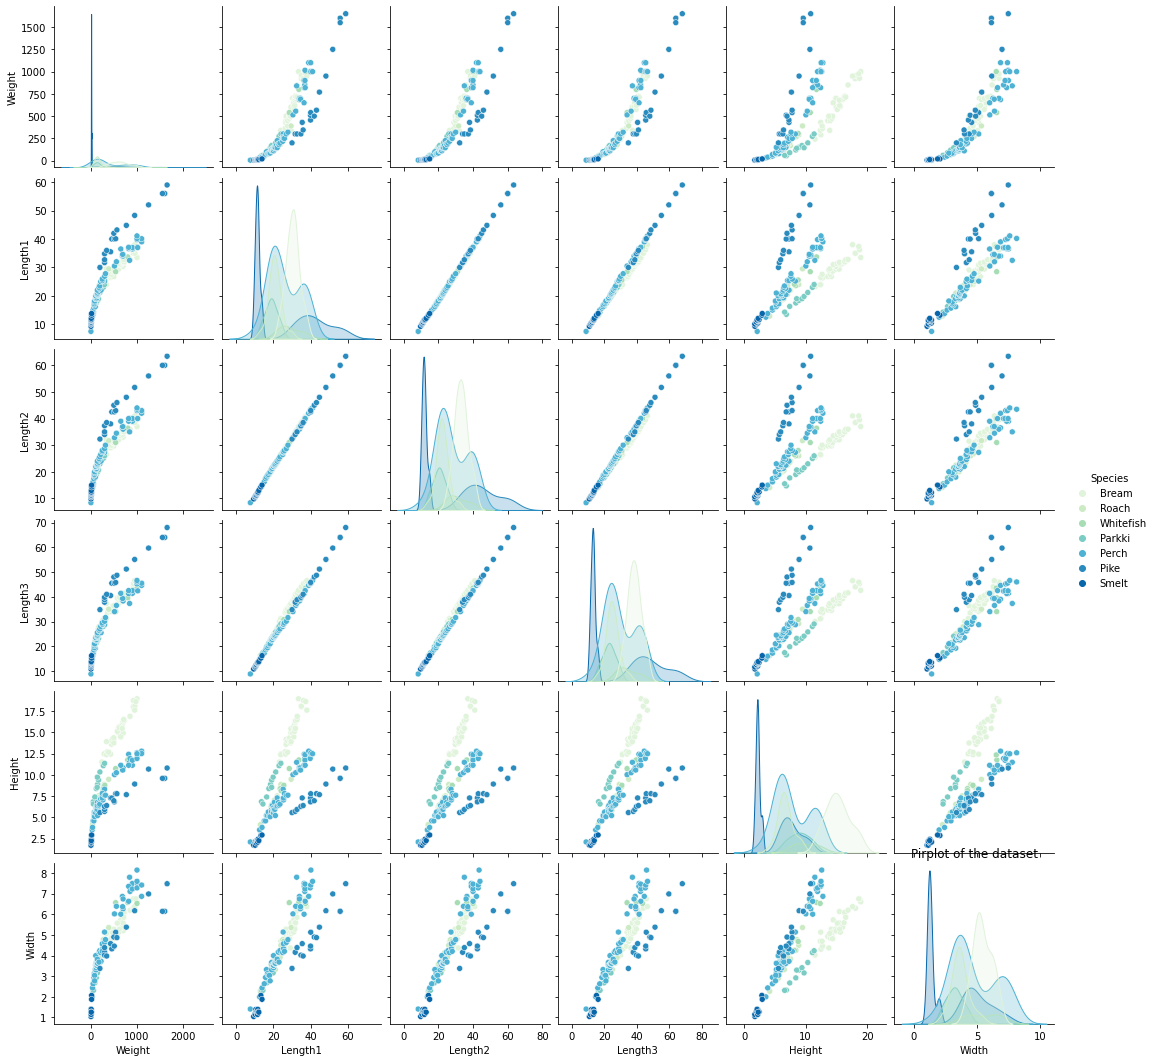 1500
1250
1000
750
500
250
0
Weight
60
50
40
30
20
10
Length1
60
50
40
30
20
10
Length2
Species
Bream
Roach
Whitefish
Parkki
Perch
Pike
Smelt
70
60
50
40
30
20
10
Length3
17.5
15.0
12.5
10.0
7.5
5.0
2.5
Height
Pirplot of the dataset
8
7
6
5
4
3
2
1
Width
0 1000 2000 0 20 40 60 0 20 40 60 80 0 20 40 60 80 0 10 20 0 5 10
Weight Length1 Length2 Length3 Height Width